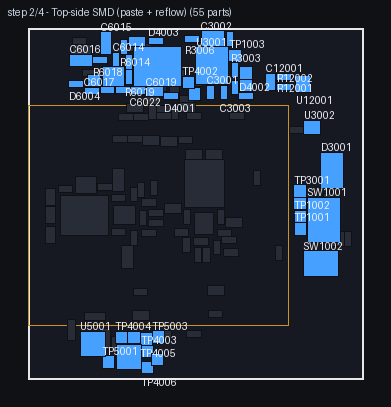 step 2/4 - Top-side SMD (paste + reflow) (55 parts)
C6015
D4003
C3002
C6016
C6014
U3001
TP1003
R3006
R6014
R3003
R6018
TP4002
C12001
C6017
C6019
C3001
R12002
R12001
D6004
R6019
D4002
C6022
D4001
C3003
U12001
U3002
D3001
TP3001
SW1001
TP1002
TP1001
SW1002
U5001
TP4004
TP5003
TP4003
TP5001
TP4005
TP4006